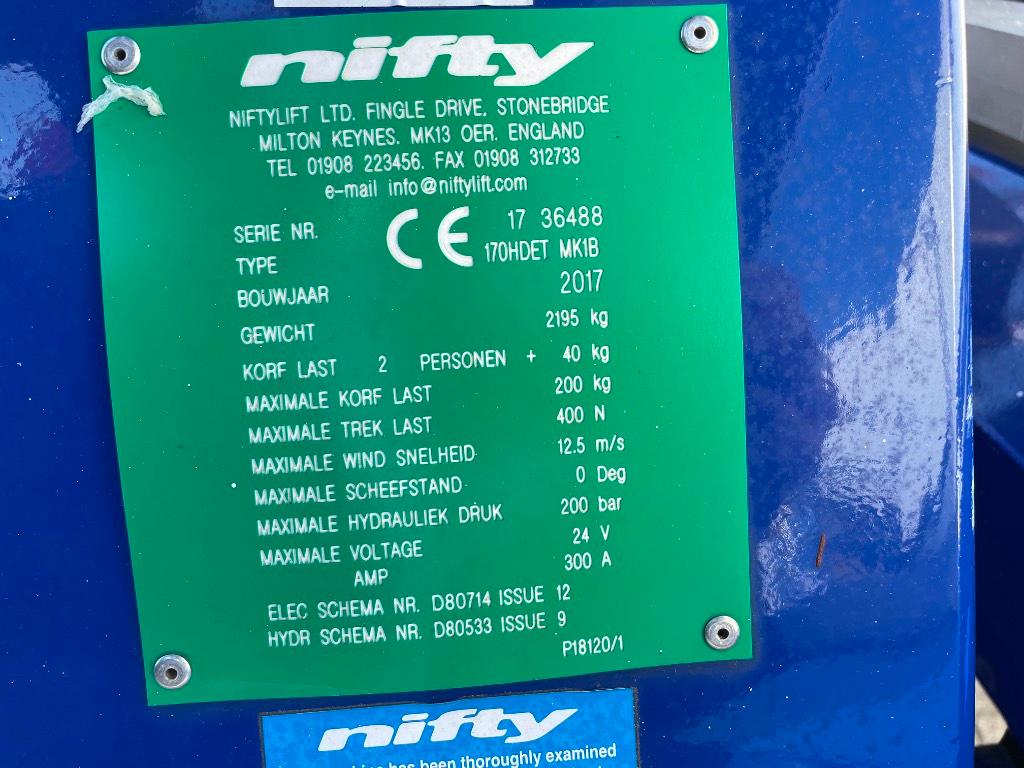 nifty
NIFTYLIFT LTD. FINGLE DRIVE, STONEBRIDGE
MILTON KEYNES. MK13 OER. ENGLAND
TEL 01908 223456. FAX 01908 312733
e-mail info@niftylift.com
SERIE NR. CE 17 36488
TYPE 170HDET MK1B
BOUWJAAR 2017
GEWICHT 2195 kg
KORF LAST 2 PERSONEN + 40 kg
MAXIMALE KORF LAST 200 kg
MAXIMALE TREK LAST 400 N
MAXIMALE WIND SNELHEID 12.5 m/s
MAXIMALE SCHEEFSTAND 0 Deg
MAXIMALE HYDRAULIEK DRUK 200 bar
MAXIMALE VOLTAGE 24 V
AMP 300 A
ELEC SCHEMA NR. D80714 ISSUE 12
HYDR SCHEMA NR. D80533 ISSUE 9
P18120/1
nifty
has been thoroughly examined